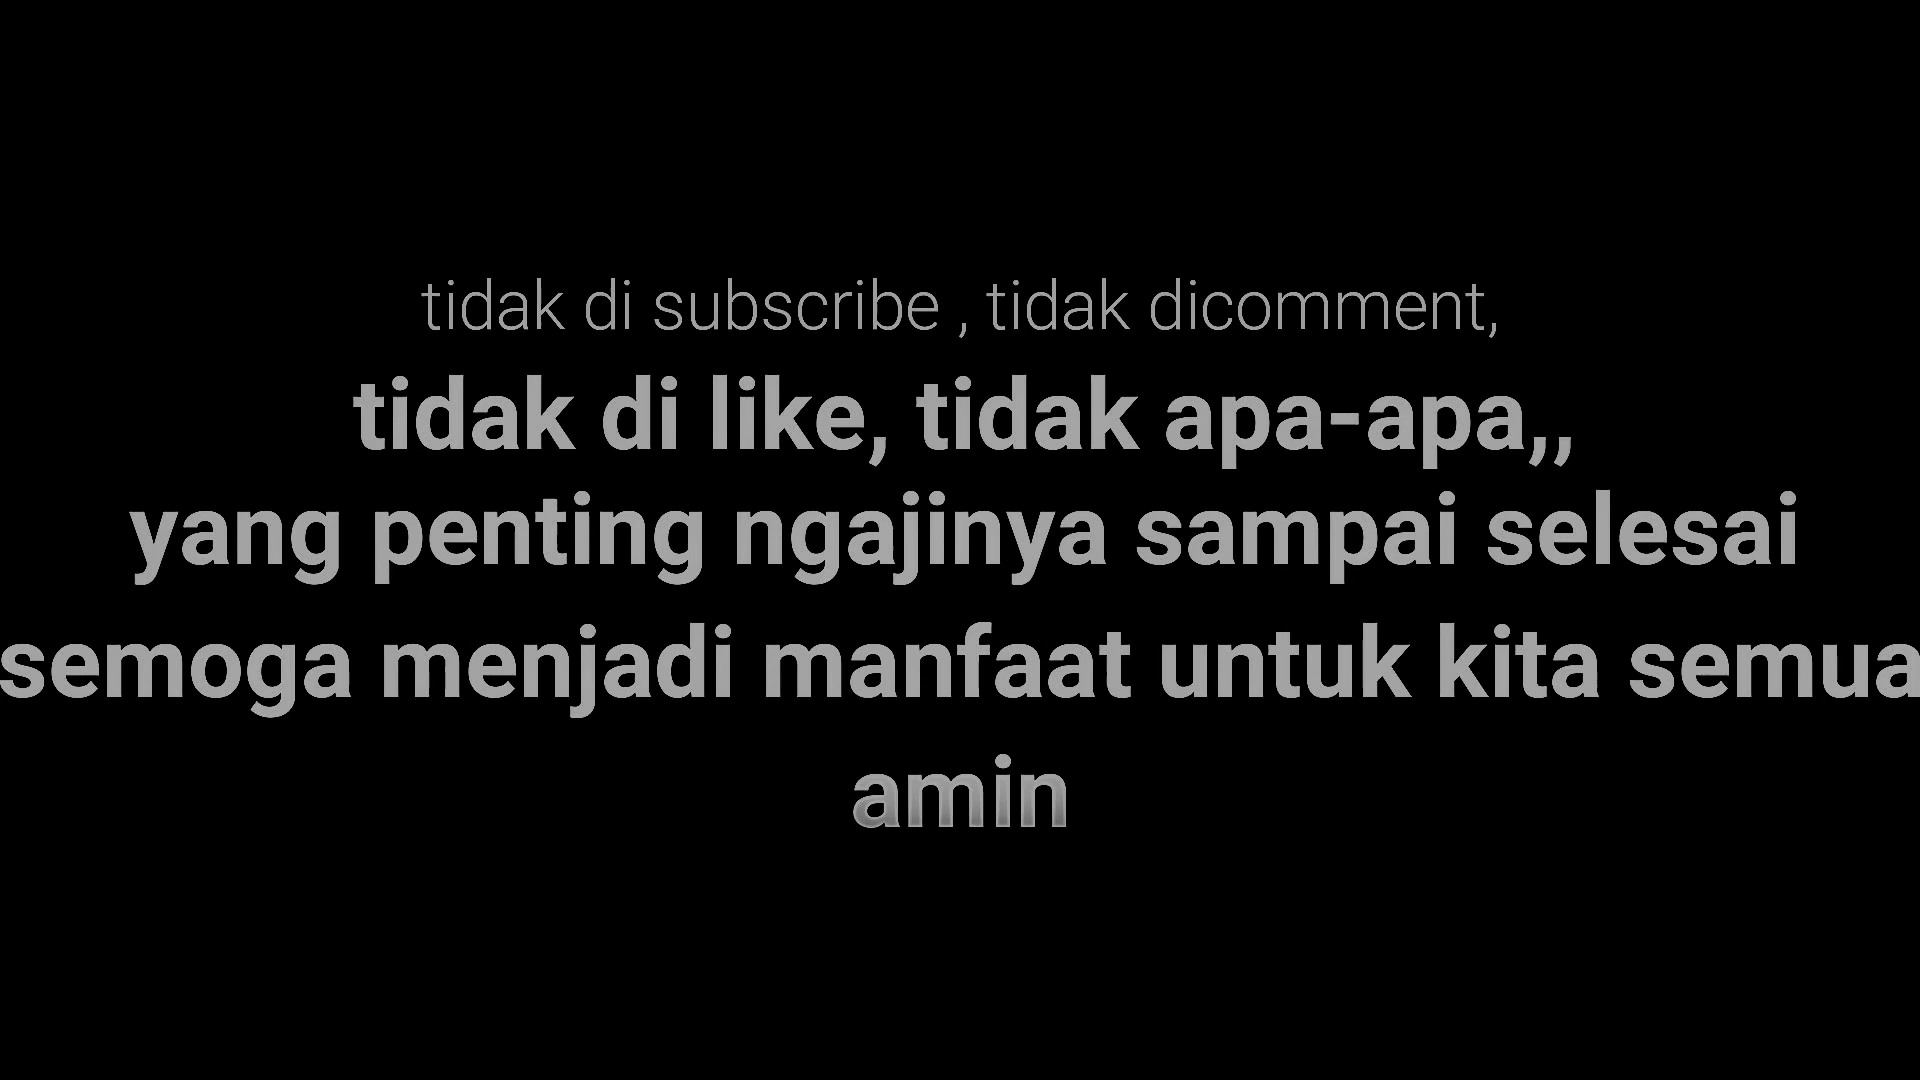 tidak di subscribe , tidak dicomment,
tidak di like, tidak apa-apa,,
yang penting ngajinya sampai selesai
semoga menjadi manfaat untuk kita semua
amin